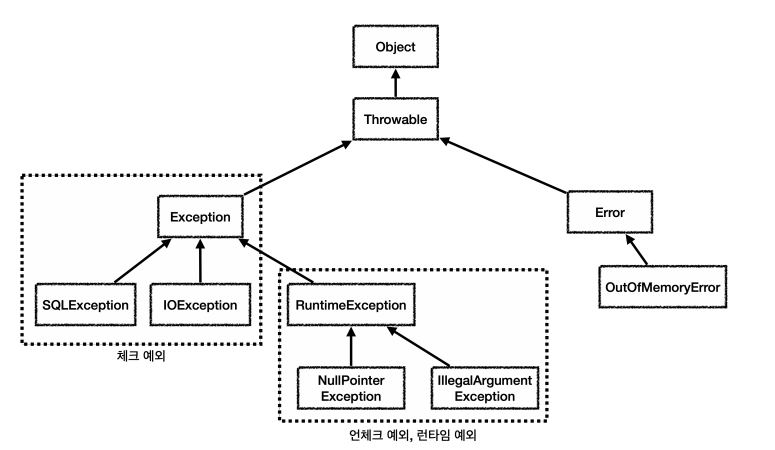 Object
Throwable
Exception
Error
SQLException
IOException
RuntimeException
OutOfMemoryError
체크 예외
NullPointer
Exception
IllegalArgument
Exception
언체크 예외, 런타임 예외